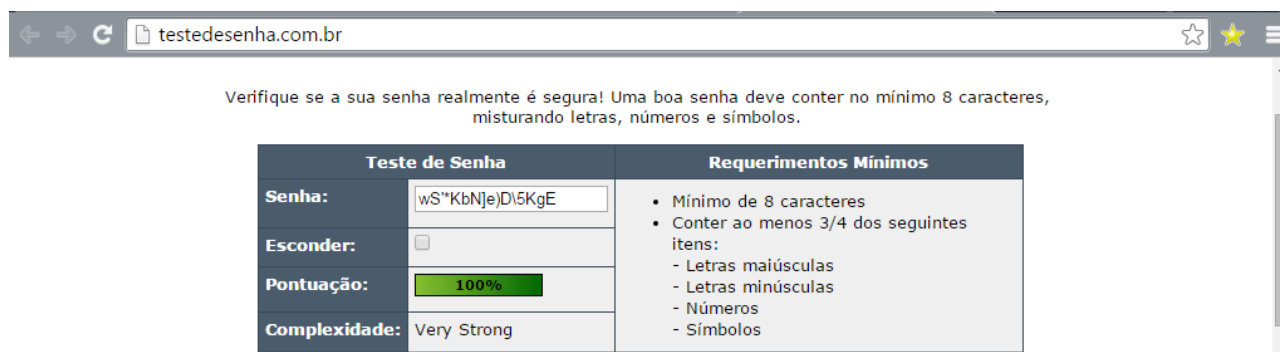 testedesenha.com.br
Verifique se a sua senha realmente é segura! Uma boa senha deve conter no mínimo 8 caracteres,
misturando letras, números e símbolos.
Teste de Senha
Requerimentos Mínimos
Senha:
wS'*KbN]e)D\5KgE
• Mínimo de 8 caracteres
• Conter ao menos 3/4 dos seguintes
itens:
- Letras maiúsculas
- Letras minúsculas
- Números
- Símbolos
Esconder:
Pontuação:
100%
Complexidade:
Very Strong